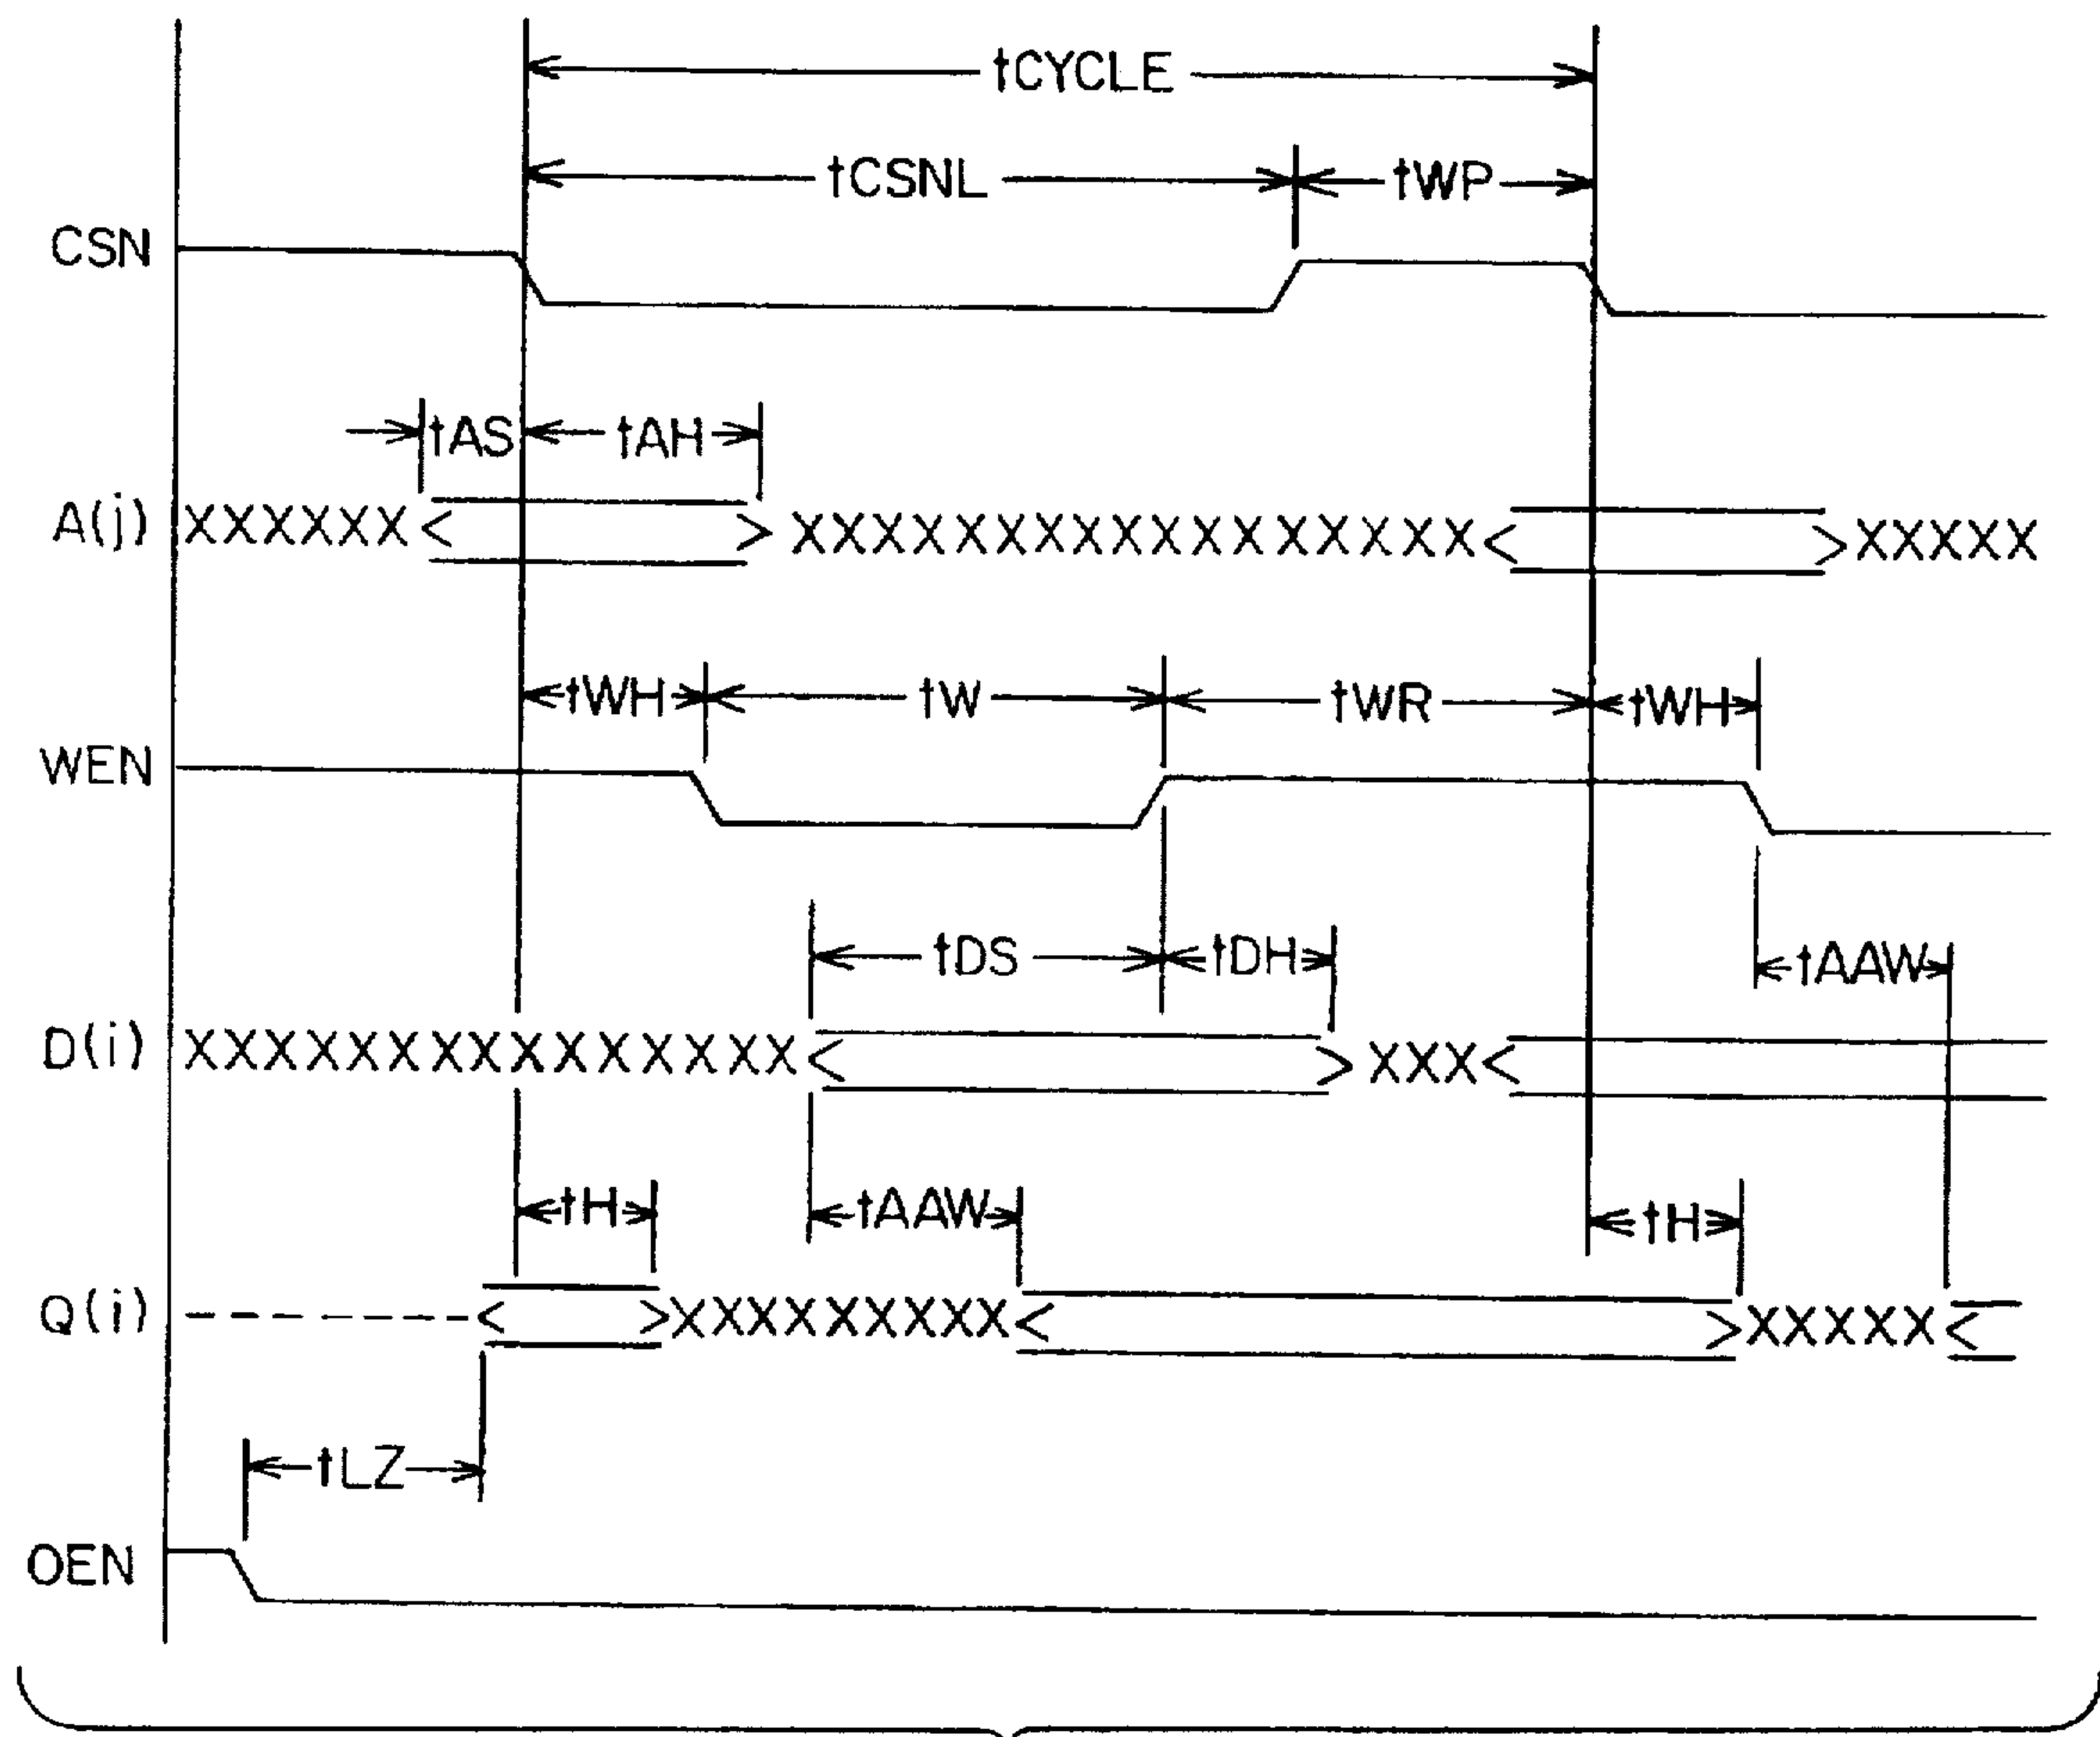 tCYCLE
tCSNL tWP
CSN
tAS tAH
A(j) XXXXXX< > XXXXXXXXXXXXXXXXXX< >XXXXX
tWH tW tWR tWH
WEN
tDS tDH tAAW
D(i) XXXXXXXXXXXXXXXX< > XXX<
tH tAAW tH
Q(i) < >XXXXXXXXX< >XXXXX<
tLZ
OEN